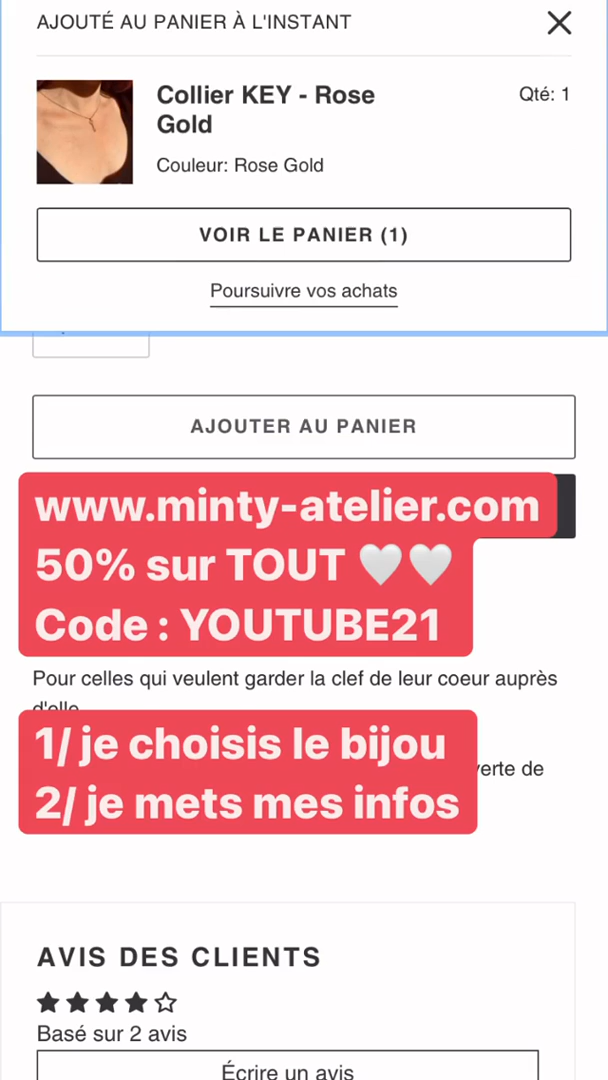 AJOUTÉ AU PANIER À L'INSTANT
Collier KEY - Rose
Gold
Qté: 1
Couleur: Rose Gold
VOIR LE PANIER (1)
Poursuivre vos achats
AJOUTER AU PANIER
www.minty-atelier.com
50% sur TOUT 🤍🤍
Code : YOUTUBE21
Pour celles qui veulent garder la clef de leur coeur auprès
d'elle
1/ je choisis le bijou
2/ je mets mes infos
verte de
AVIS DES CLIENTS
Basé sur 2 avis
Écrire un avis